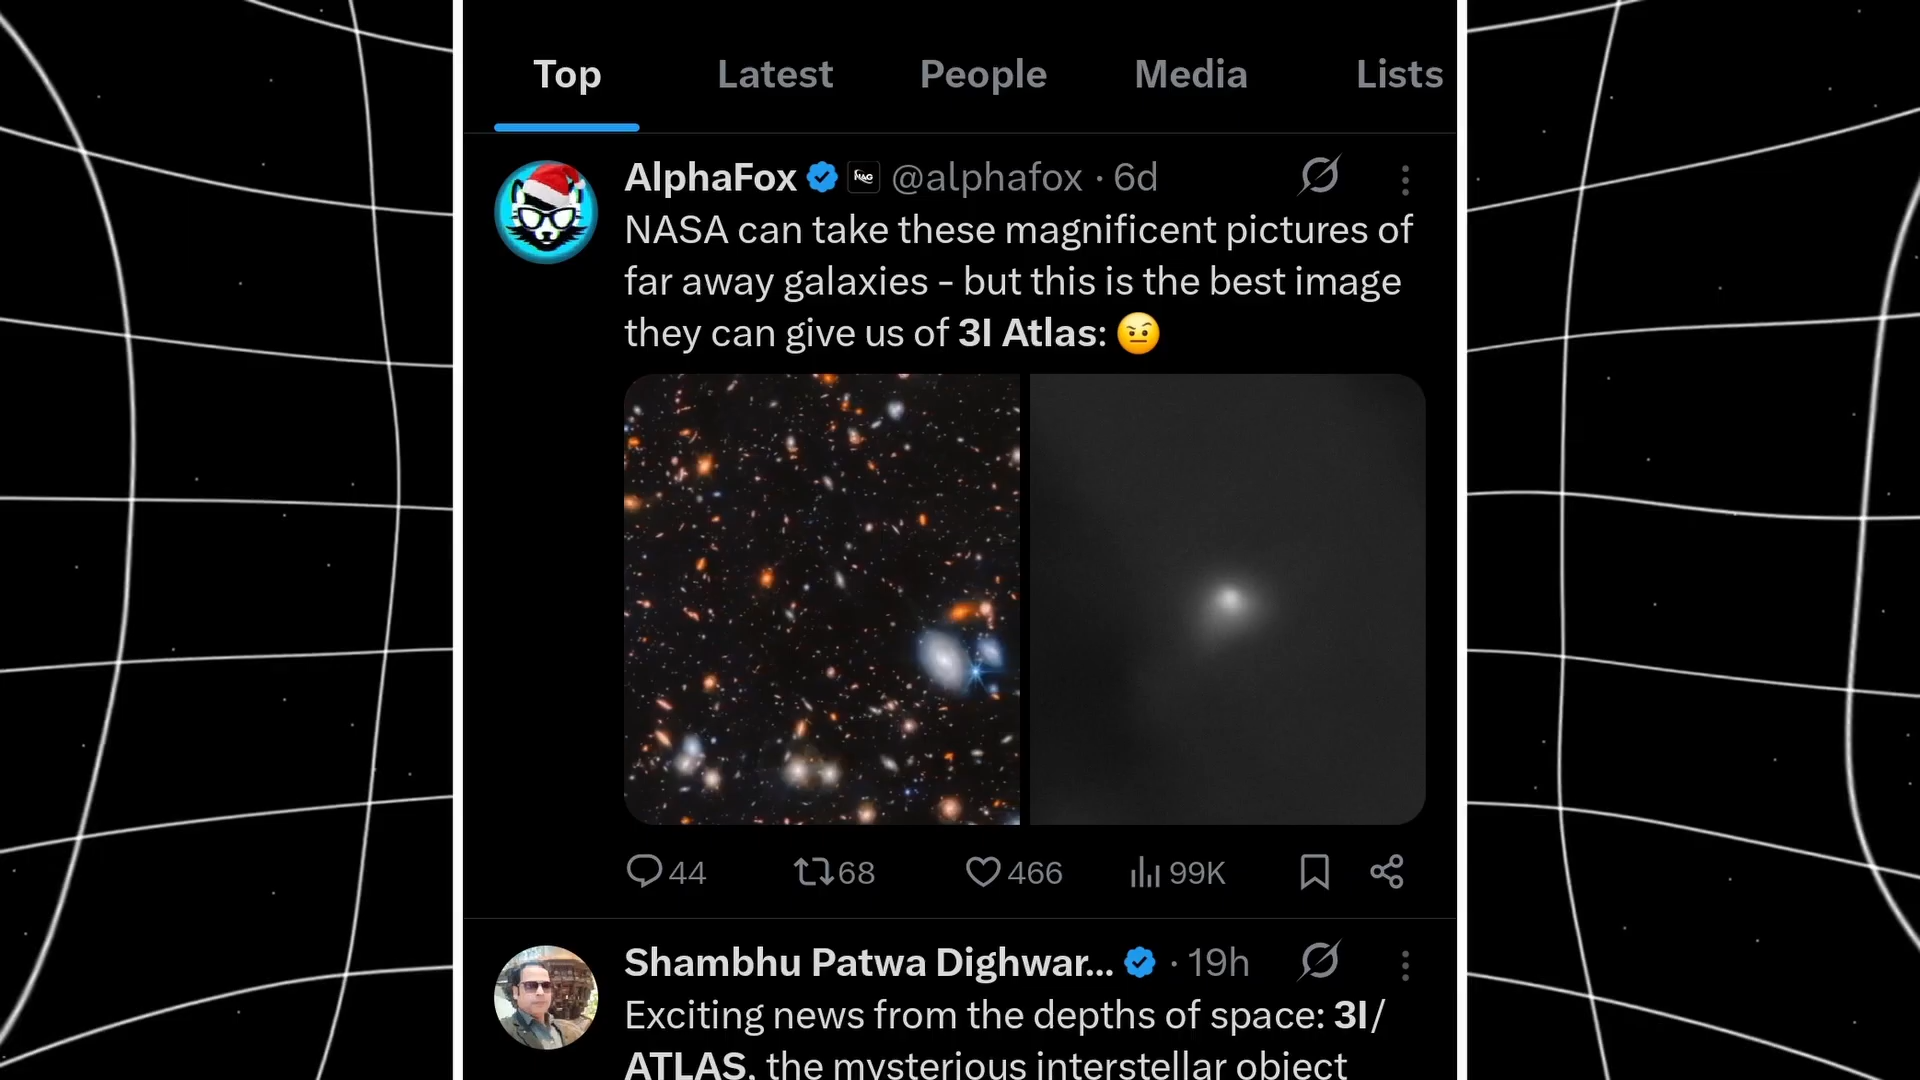 Top Latest People Media Lists
AlphaFox @alphafox · 6d
NASA can take these magnificent pictures of
far away galaxies - but this is the best image
they can give us of 3I Atlas: 🤨
44 68 466 99K
Shambhu Patwa Dighwar... · 19h
Exciting news from the depths of space: 3I/
ATLAS, the mysterious interstellar object